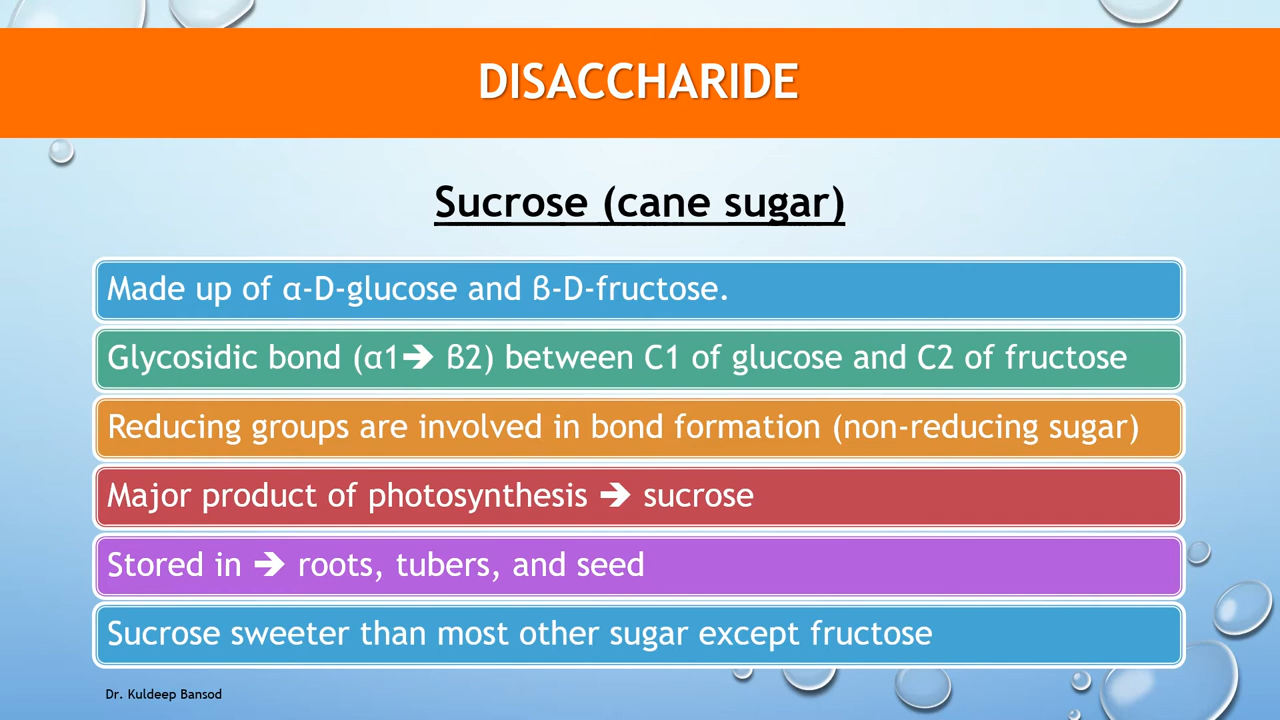 DISACCHARIDE
Sucrose (cane sugar)
Made up of α-D-glucose and β-D-fructose.
Glycosidic bond (α1➔ β2) between C1 of glucose and C2 of fructose
Reducing groups are involved in bond formation (non-reducing sugar)
Major product of photosynthesis ➔ sucrose
Stored in ➔ roots, tubers, and seed
Sucrose sweeter than most other sugar except fructose
Dr. Kuldeep Bansod